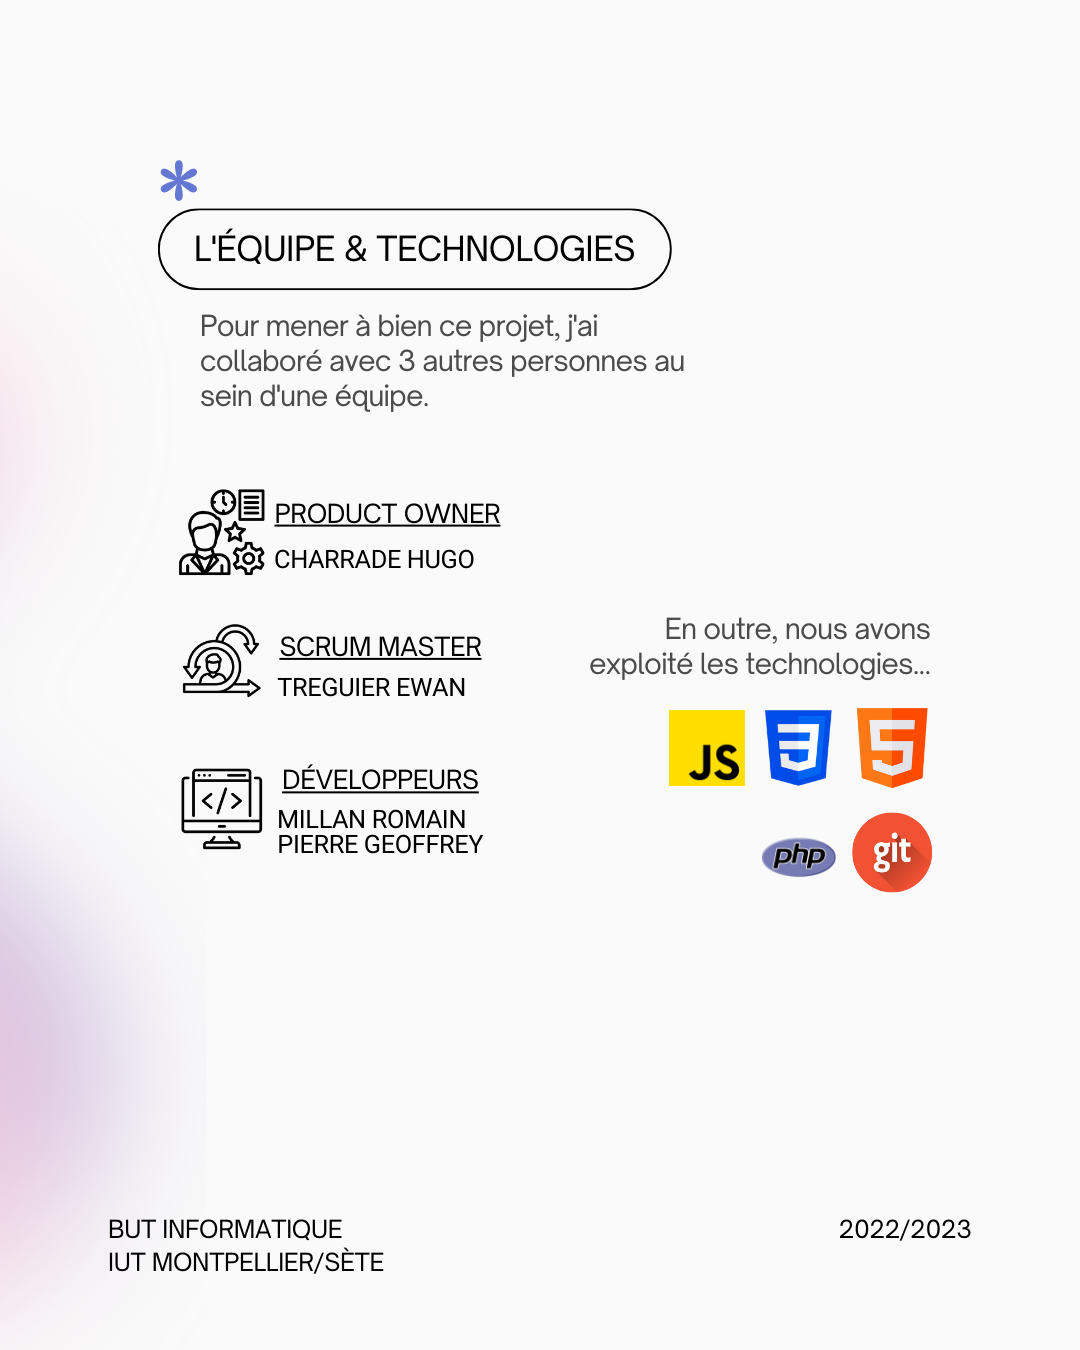 L'ÉQUIPE & TECHNOLOGIES
Pour mener à bien ce projet, j'ai
collaboré avec 3 autres personnes au
sein d'une équipe.
PRODUCT OWNER
CHARRADE HUGO
SCRUM MASTER
TREGUIER EWAN
DÉVELOPPEURS
MILLAN ROMAIN
PIERRE GEOFFREY
En outre, nous avons
exploité les technologies...
JS
3
5
php
git
BUT INFORMATIQUE
IUT MONTPELLIER/SÈTE
2022/2023